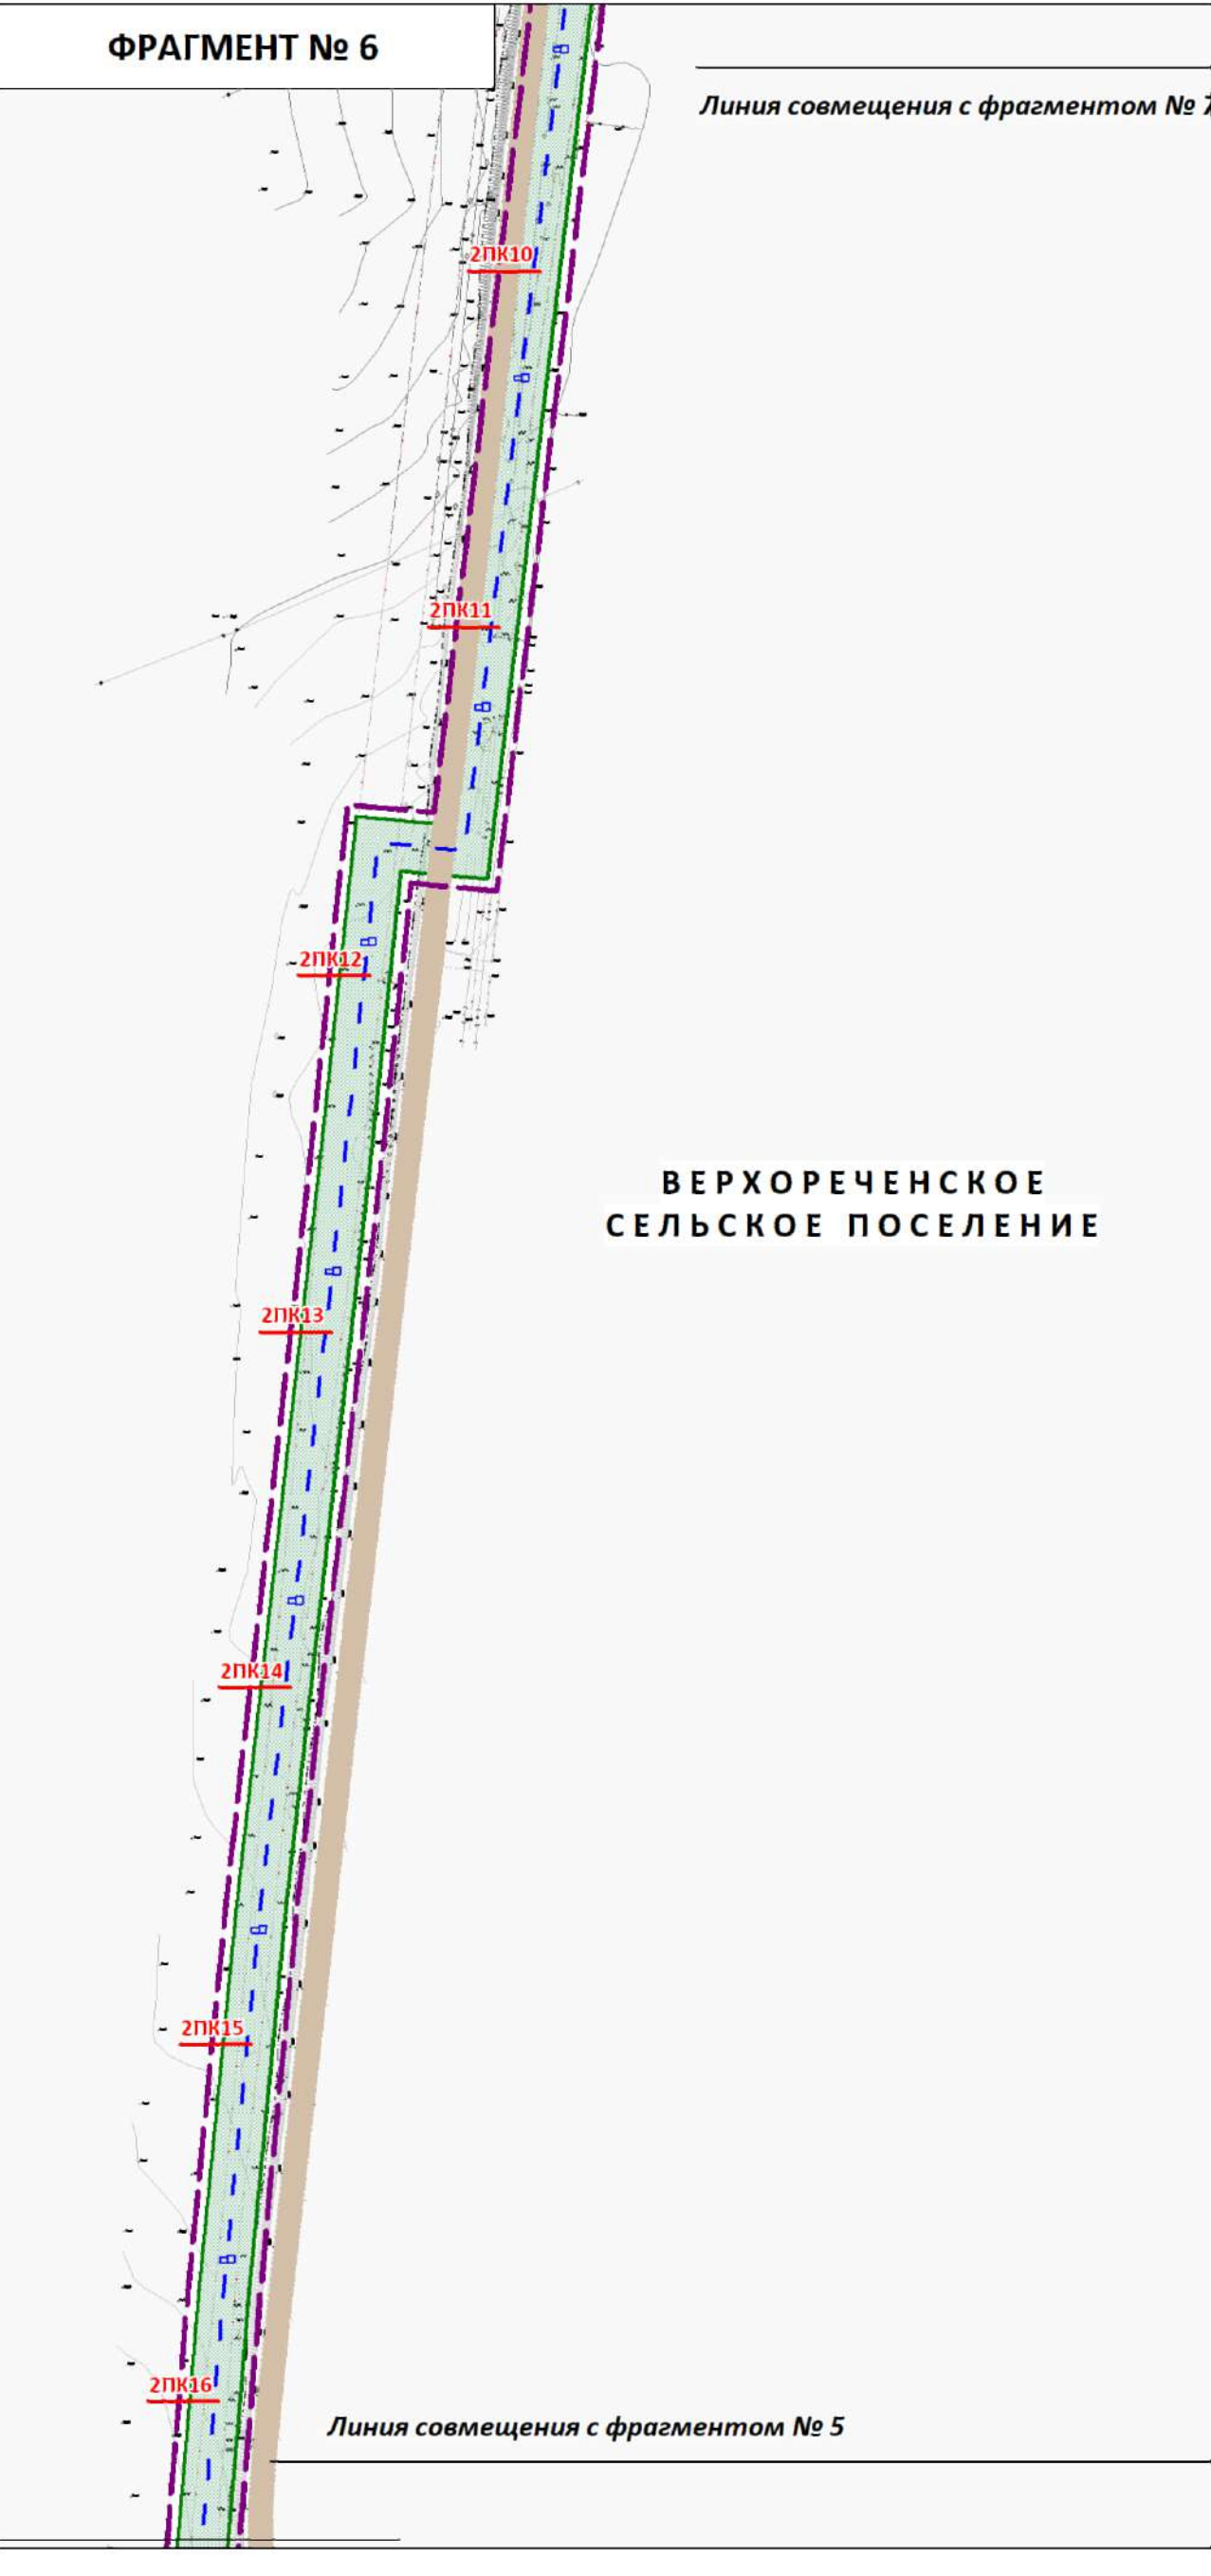 ФРАГМЕНТ № 6
Линия совмещения с фрагментом № 7
2ПК10
2ПК11
2ПК12
ВЕРХОРЕЧЕНСКОЕ
СЕЛЬСКОЕ ПОСЕЛЕНИЕ
2ПК13
2ПК14
2ПК15
2ПК16
Линия совмещения с фрагментом № 5